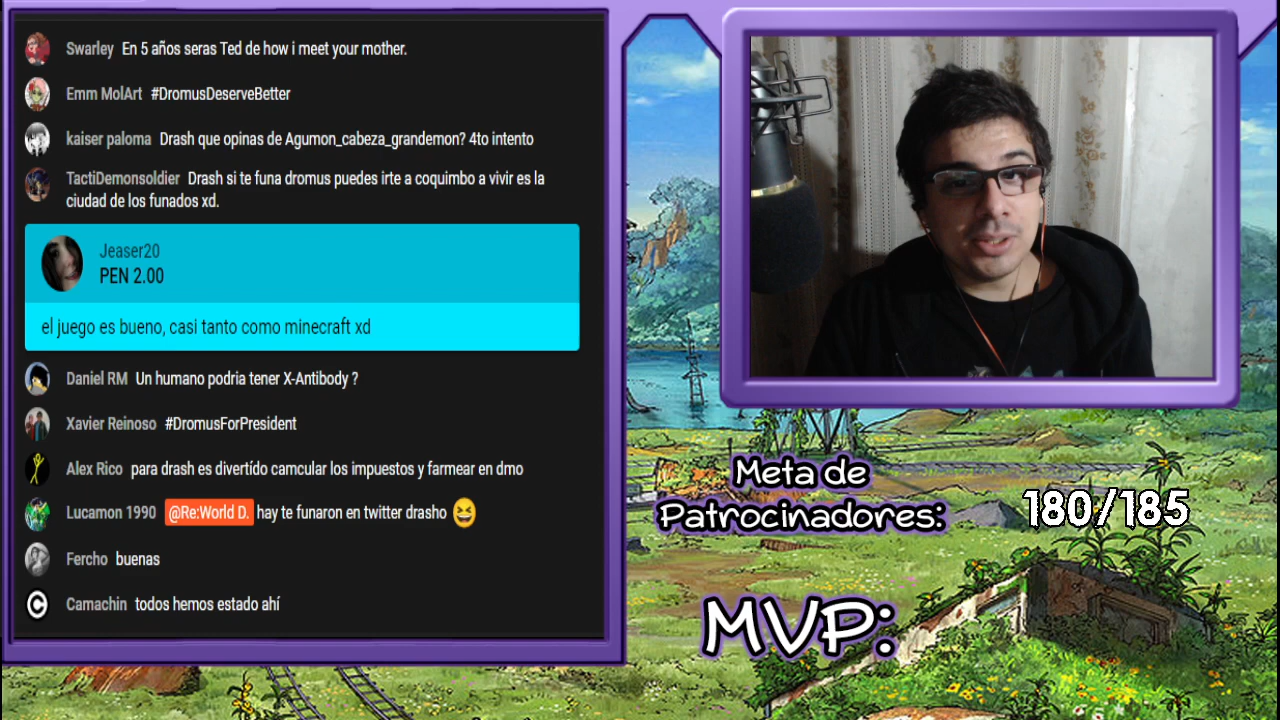 Swarley En 5 años seras Ted de how i meet your mother.
Emm MolArt #DromusDeserveBetter
kaiser paloma Drash que opinas de Agumon_cabeza_grandemon? 4to intento
TactiDemonsoldier Drash si te funa dromus puedes irte a coquimbo a vivir es la
ciudad de los funados xd.
Jeaser20
PEN 2.00
el juego es bueno, casi tanto como minecraft xd
Daniel RM Un humano podria tener X-Antibody ?
Xavier Reinoso #DromusForPresident
Alex Rico para drash es divertído camcular los impuestos y farmear en dmo
Lucamon 1990 @Re:World D. hay te funaron en twitter drasho 😆
Fercho buenas
Camachin todos hemos estado ahí
Meta de
Patrocinadores: 180/185
MVP: